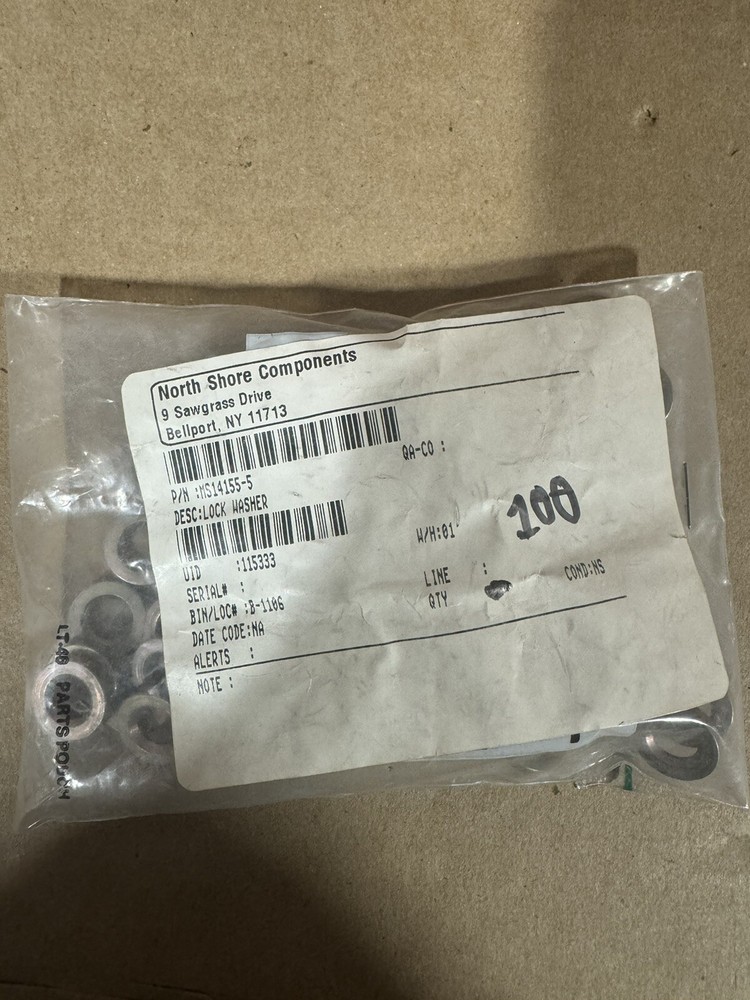 North Shore Components
9 Sawgrass Drive
Bellport, NY 11713
QA-CO :
P/N :MS14155-5
DESC:LOCK WASHER
100
W/H:01
UID :115333
SERIAL# :
LINE :
COND:NS
BIN/LOC# :B-1106
QTY
DATE CODE:NA
ALERTS :
NOTE :
LT-40 PARTS POUCH